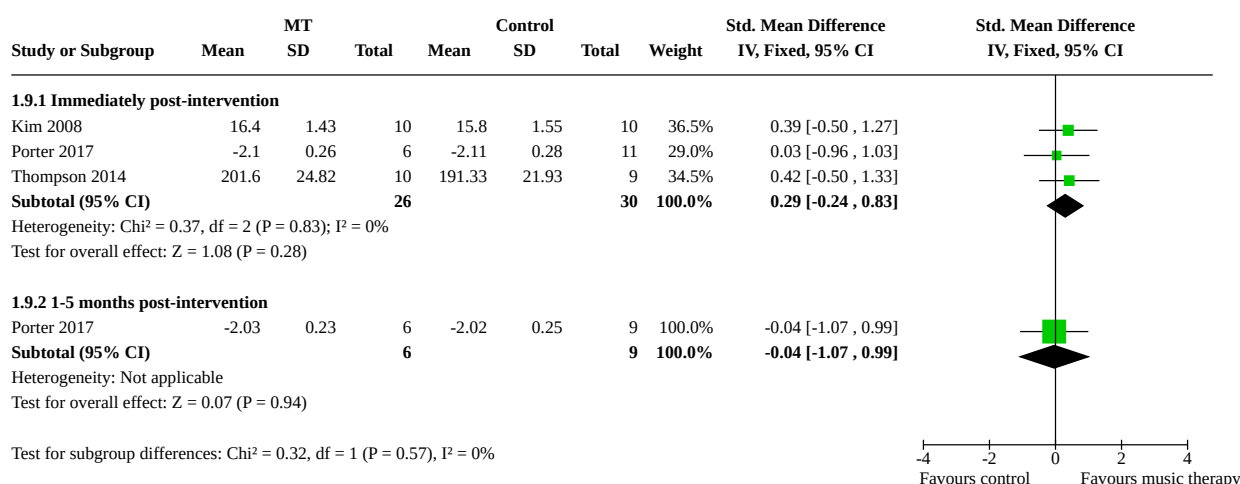 MT Control Std. Mean Difference Std. Mean Difference
Study or Subgroup Mean SD Total Mean SD Total Weight IV, Fixed, 95% CI IV, Fixed, 95% CI
1.9.1 Immediately post-intervention
Kim 2008 16.4 1.43 10 15.8 1.55 10 36.5% 0.39 [-0.50 , 1.27]
Porter 2017 -2.1 0.26 6 -2.11 0.28 11 29.0% 0.03 [-0.96 , 1.03]
Thompson 2014 201.6 24.82 10 191.33 21.93 9 34.5% 0.42 [-0.50 , 1.33]
Subtotal (95% CI) 26 30 100.0% 0.29 [-0.24 , 0.83]
Heterogeneity: Chi² = 0.37, df = 2 (P = 0.83); I² = 0%
Test for overall effect: Z = 1.08 (P = 0.28)
1.9.2 1-5 months post-intervention
Porter 2017 -2.03 0.23 6 -2.02 0.25 9 100.0% -0.04 [-1.07 , 0.99]
Subtotal (95% CI) 6 9 100.0% -0.04 [-1.07 , 0.99]
Heterogeneity: Not applicable
Test for overall effect: Z = 0.07 (P = 0.94)
Test for subgroup differences: Chi² = 0.32, df = 1 (P = 0.57), I² = 0%
-4 -2 0 2 4
Favours control Favours music therapy